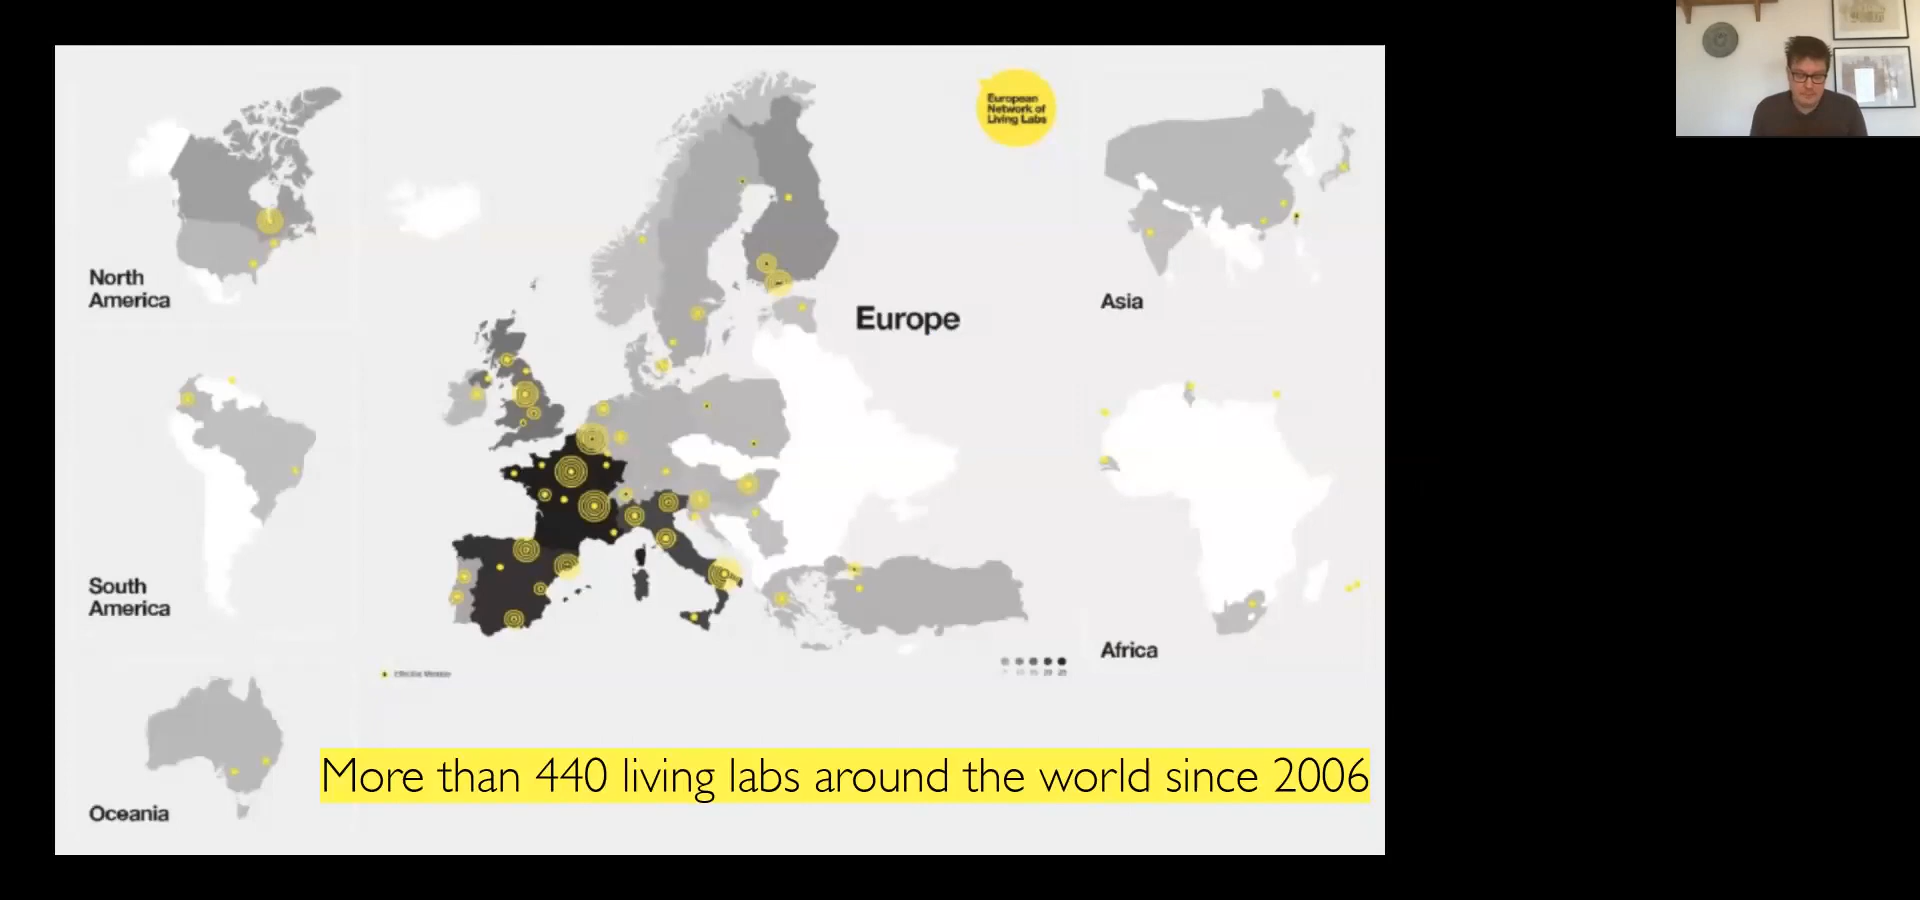 European
Network of
Living Labs
North
America
Europe
Asia
South
America
Africa
Oceania
More than 440 living labs around the world since 2006